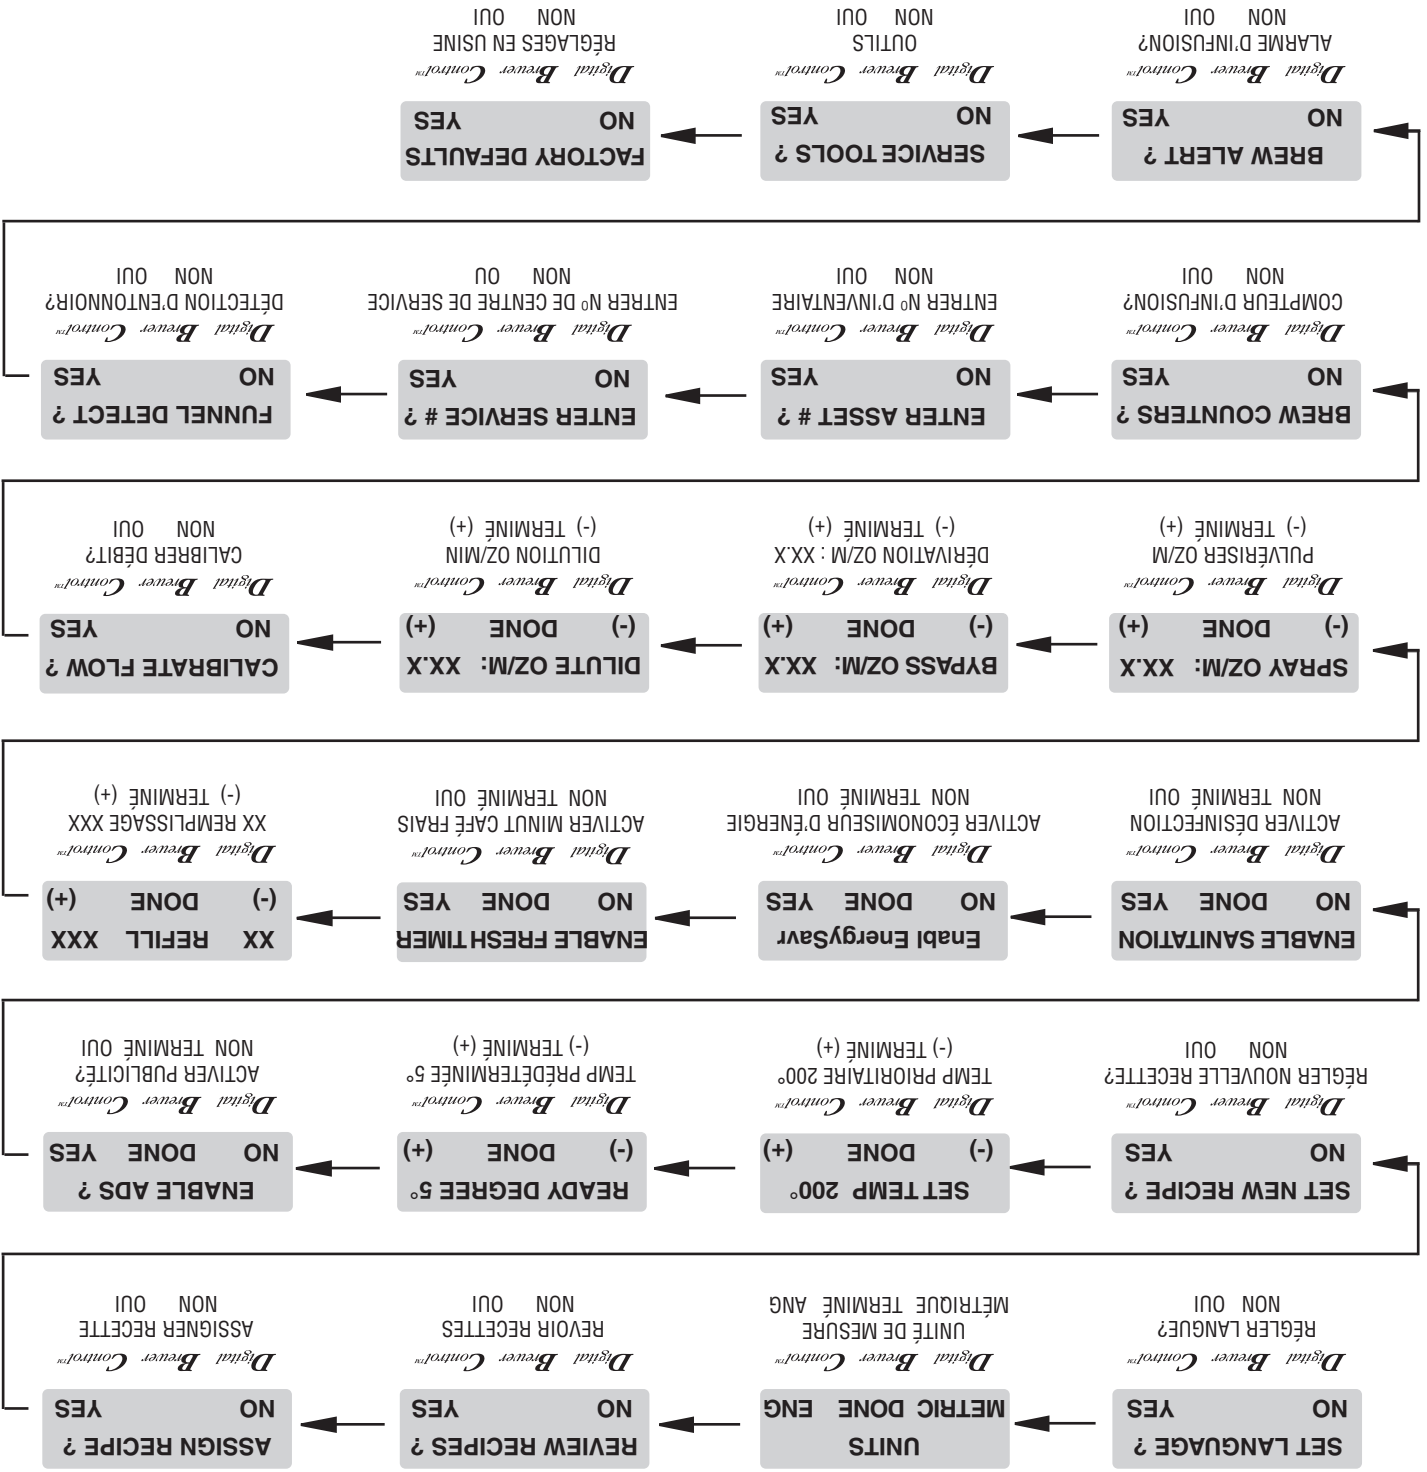 SET LANGUAGE ?
NO YES
Digital Brewer Control™
RÉGLER LANGUE?
NON OUI
UNITS
METRIC DONE ENG
Digital Brewer Control™
UNITÉ DE MESURE
MÉTRIQUE TERMINÉ ANG
REVIEW RECIPES ?
NO YES
Digital Brewer Control™
REVOIR RECETTES
NON OUI
ASSIGN RECIPE ?
NO YES
Digital Brewer Control™
ASSIGNER RECETTE
NON OUI
SET NEW RECIPE ?
NO YES
Digital Brewer Control™
RÉGLER NOUVELLE RECETTE?
NON OUI
SET TEMP 200°
(-) DONE (+)
Digital Brewer Control™
TEMP PRIORITAIRE 200°
(-) TERMINÉ (+)
READY DEGREE 5°
(-) DONE (+)
Digital Brewer Control™
TEMP PRÉDÉTERMINÉE 5°
(-) TERMINÉ (+)
ENABLE ADS ?
NO DONE YES
Digital Brewer Control™
ACTIVER PUBLICITÉ?
NON TERMINÉ OUI
ENABLE SANITATION
NO DONE YES
Digital Brewer Control™
ACTIVER DÉSINFECTION
NON TERMINÉ OUI
Enabl EnergySavr
NO DONE YES
Digital Brewer Control™
ACTIVER ÉCONOMISEUR D'ÉNERGIE
NON TERMINÉ OUI
ENABLE FRESH TIMER
NO DONE YES
Digital Brewer Control™
ACTIVER MINUT CAFÉ FRAIS
NON TERMINÉ OUI
XX REFILL XXX
(-) DONE (+)
Digital Brewer Control™
XX REMPLISSAGE XXX
(-) TERMINÉ (+)
SPRAY OZ/M: XX.X
(-) DONE (+)
Digital Brewer Control™
PULVÉRISER OZ/M
(-) TERMINÉ (+)
BYPASS OZ/M: XX.X
(-) DONE (+)
Digital Brewer Control™
DÉRIVATION OZ/M : XX.X
(-) TERMINÉ (+)
DILUTE OZ/M: XX.X
(-) DONE (+)
Digital Brewer Control™
DILUTION OZ/MIN
(-) TERMINÉ (+)
CALIBRATE FLOW ?
NO YES
Digital Brewer Control™
CALIBRER DÉBIT?
NON OUI
BREW COUNTERS ?
NO YES
Digital Brewer Control™
COMPTEUR D'INFUSION?
NON OUI
ENTER ASSET # ?
NO YES
Digital Brewer Control™
ENTRER Nº D'INVENTAIRE
NON OUI
ENTER SERVICE # ?
NO YES
Digital Brewer Control™
ENTRER Nº DE CENTRE DE SERVICE
NON OU
FUNNEL DETECT ?
NO YES
Digital Brewer Control™
DÉTECTION D'ENTONNOIR?
NON OUI
BREW ALERT ?
NO YES
Digital Brewer Control™
ALARME D'INFUSION?
NON OUI
SERVICE TOOLS ?
NO YES
Digital Brewer Control™
OUTILS
NON OUI
FACTORY DEFAULTS
NO YES
Digital Brewer Control™
RÉGLAGES EN USINE
NON OUI